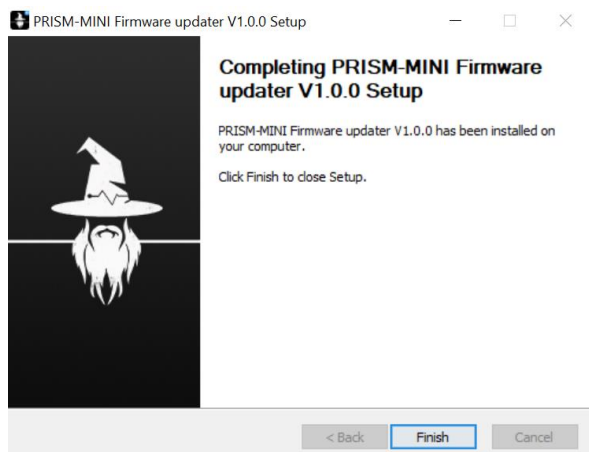 PRISM-MINI Firmware updater V1.0.0 Setup
Completing PRISM-MINI Firmware
updater V1.0.0 Setup
PRISM-MINI Firmware updater V1.0.0 has been installed on
your computer.
Click Finish to close Setup.
< Back Finish Cancel